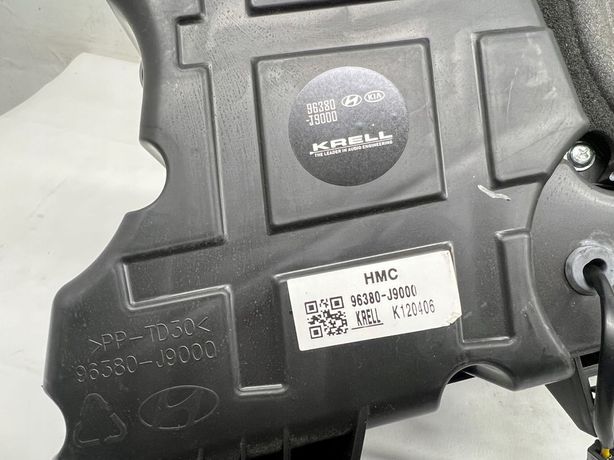 96380
-J9000
KIA
KRELL
THE LEADER IN AUDIO ENGINEERING
HMC
96380-J9000
KRELL K120406
>PP-TD30<
96380-J9000